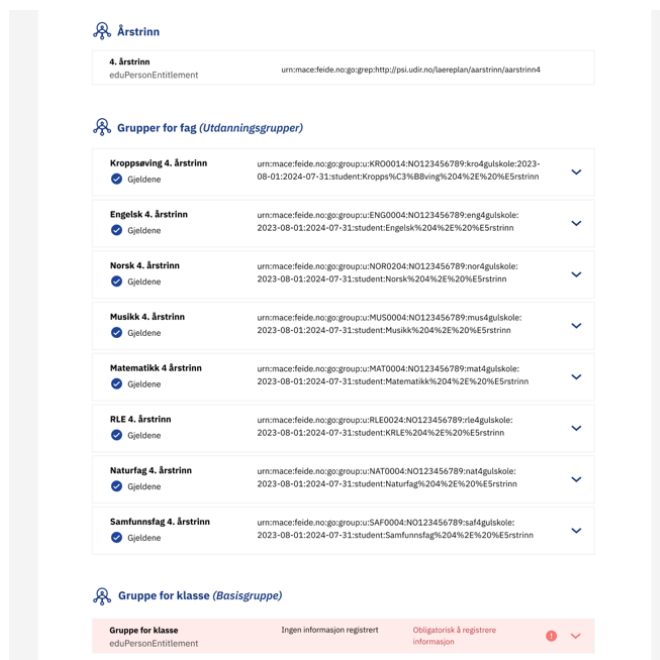 Årstrinn
4. årstrinn
eduPersonEntitlement
urn:mace:feide.no:go:grep:http://psi.udir.no/laereplan/aarstrinn/aarstrinn4
Grupper for fag (Utdanningsgrupper)
Kroppsøving 4. årstrinn
Gjeldene
urn:mace:feide.no:go:group:u:KRO0014:NO123456789:kro4gulskole:2023-
08-01:2024-07-31:student:Kropps%C3%B8ving%204%2E%20%E5rstrinn
Engelsk 4. årstrinn
Gjeldene
urn:mace:feide.no:go:group:u:ENG0004:NO123456789:eng4gulskole:
2023-08-01:2024-07-31:student:Engelsk%204%2E%20%E5rstrinn
Norsk 4. årstrinn
Gjeldene
urn:mace:feide.no:go:group:u:NOR0204:NO123456789:nor4gulskole:
2023-08-01:2024-07-31:student:Norsk%204%2E%20%E5rstrinn
Musikk 4. årstrinn
Gjeldene
urn:mace:feide.no:go:group:u:MUS0004:NO123456789:mus4gulskole:
2023-08-01:2024-07-31:student:Musikk%204%2E%20%E5rstrinn
Matematikk 4 årstrinn
Gjeldene
urn:mace:feide.no:go:group:u:MAT0004:NO123456789:mat4gulskole:
2023-08-01:2024-07-31:student:Matematikk%204%2E%20%E5rstrinn
RLE 4. årstrinn
Gjeldene
urn:mace:feide.no:go:group:u:RLE0024:NO123456789:rle4gulskole:
2023-08-01:2024-07-31:student:KRLE%204%2E%20%E5rstrinn
Naturfag 4. årstrinn
Gjeldene
urn:mace:feide.no:go:group:u:NAT0004:NO123456789:nat4gulskole:
2023-08-01:2024-07-31:student:Naturfag%204%2E%20%E5rstrinn
Samfunnsfag 4. årstrinn
Gjeldene
urn:mace:feide.no:go:group:u:SAF0004:NO123456789:saf4gulskole:
2023-08-01:2024-07-31:student:Samfunnsfag%204%2E%20%E5rstrinn
Gruppe for klasse (Basisgruppe)
Gruppe for klasse
eduPersonEntitlement
Ingen informasjon registrert
Obligatorisk å registrere
informasjon